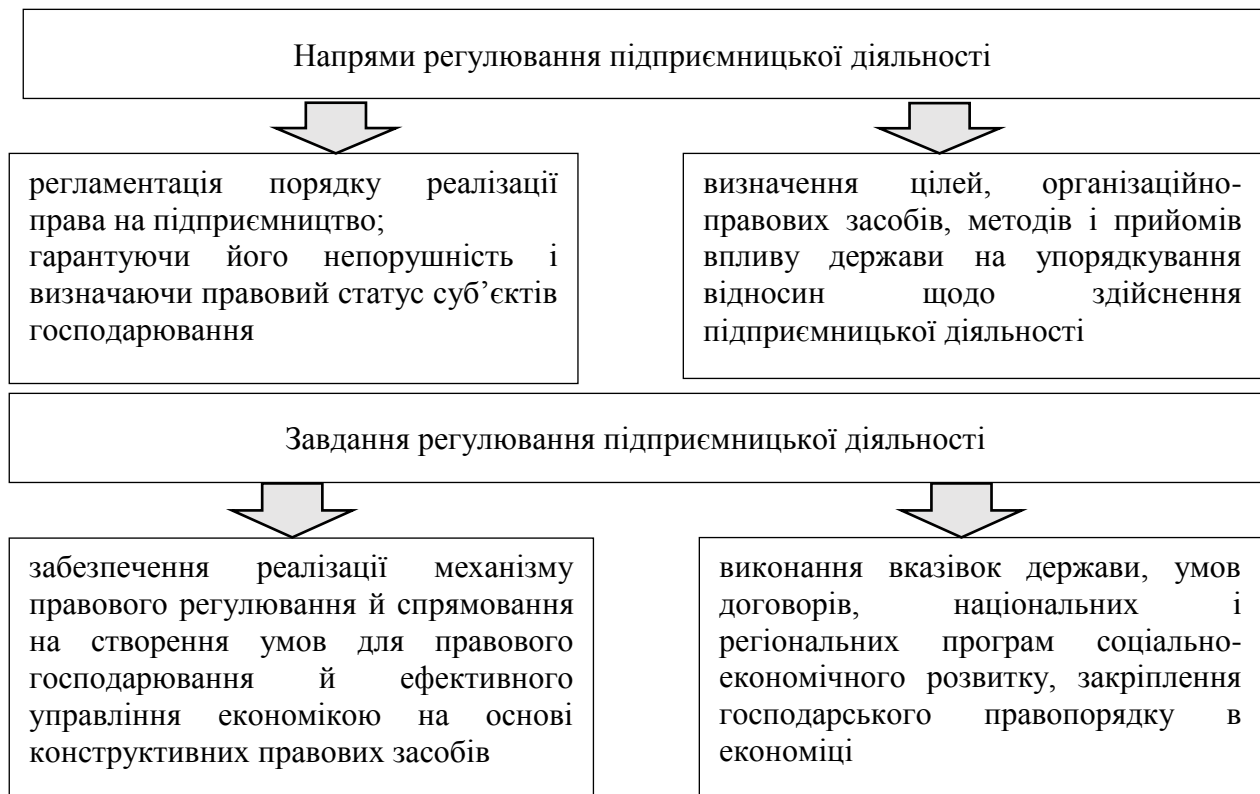 Напрями регулювання підприємницької діяльності
регламентація порядку реалізації
права на підприємництво;
гарантуючи його непорушність і
визначаючи правовий статус суб’єктів
господарювання
визначення цілей, організаційно-
правових засобів, методів і прийомів
впливу держави на упорядкування
відносин щодо здійснення
підприємницької діяльності
Завдання регулювання підприємницької діяльності
забезпечення реалізації механізму
правового регулювання й спрямовання
на створення умов для правового
господарювання й ефективного
управління економікою на основі
конструктивних правових засобів
виконання вказівок держави, умов
договорів, національних і
регіональних програм соціально-
економічного розвитку, закріплення
господарського правопорядку в
економіці